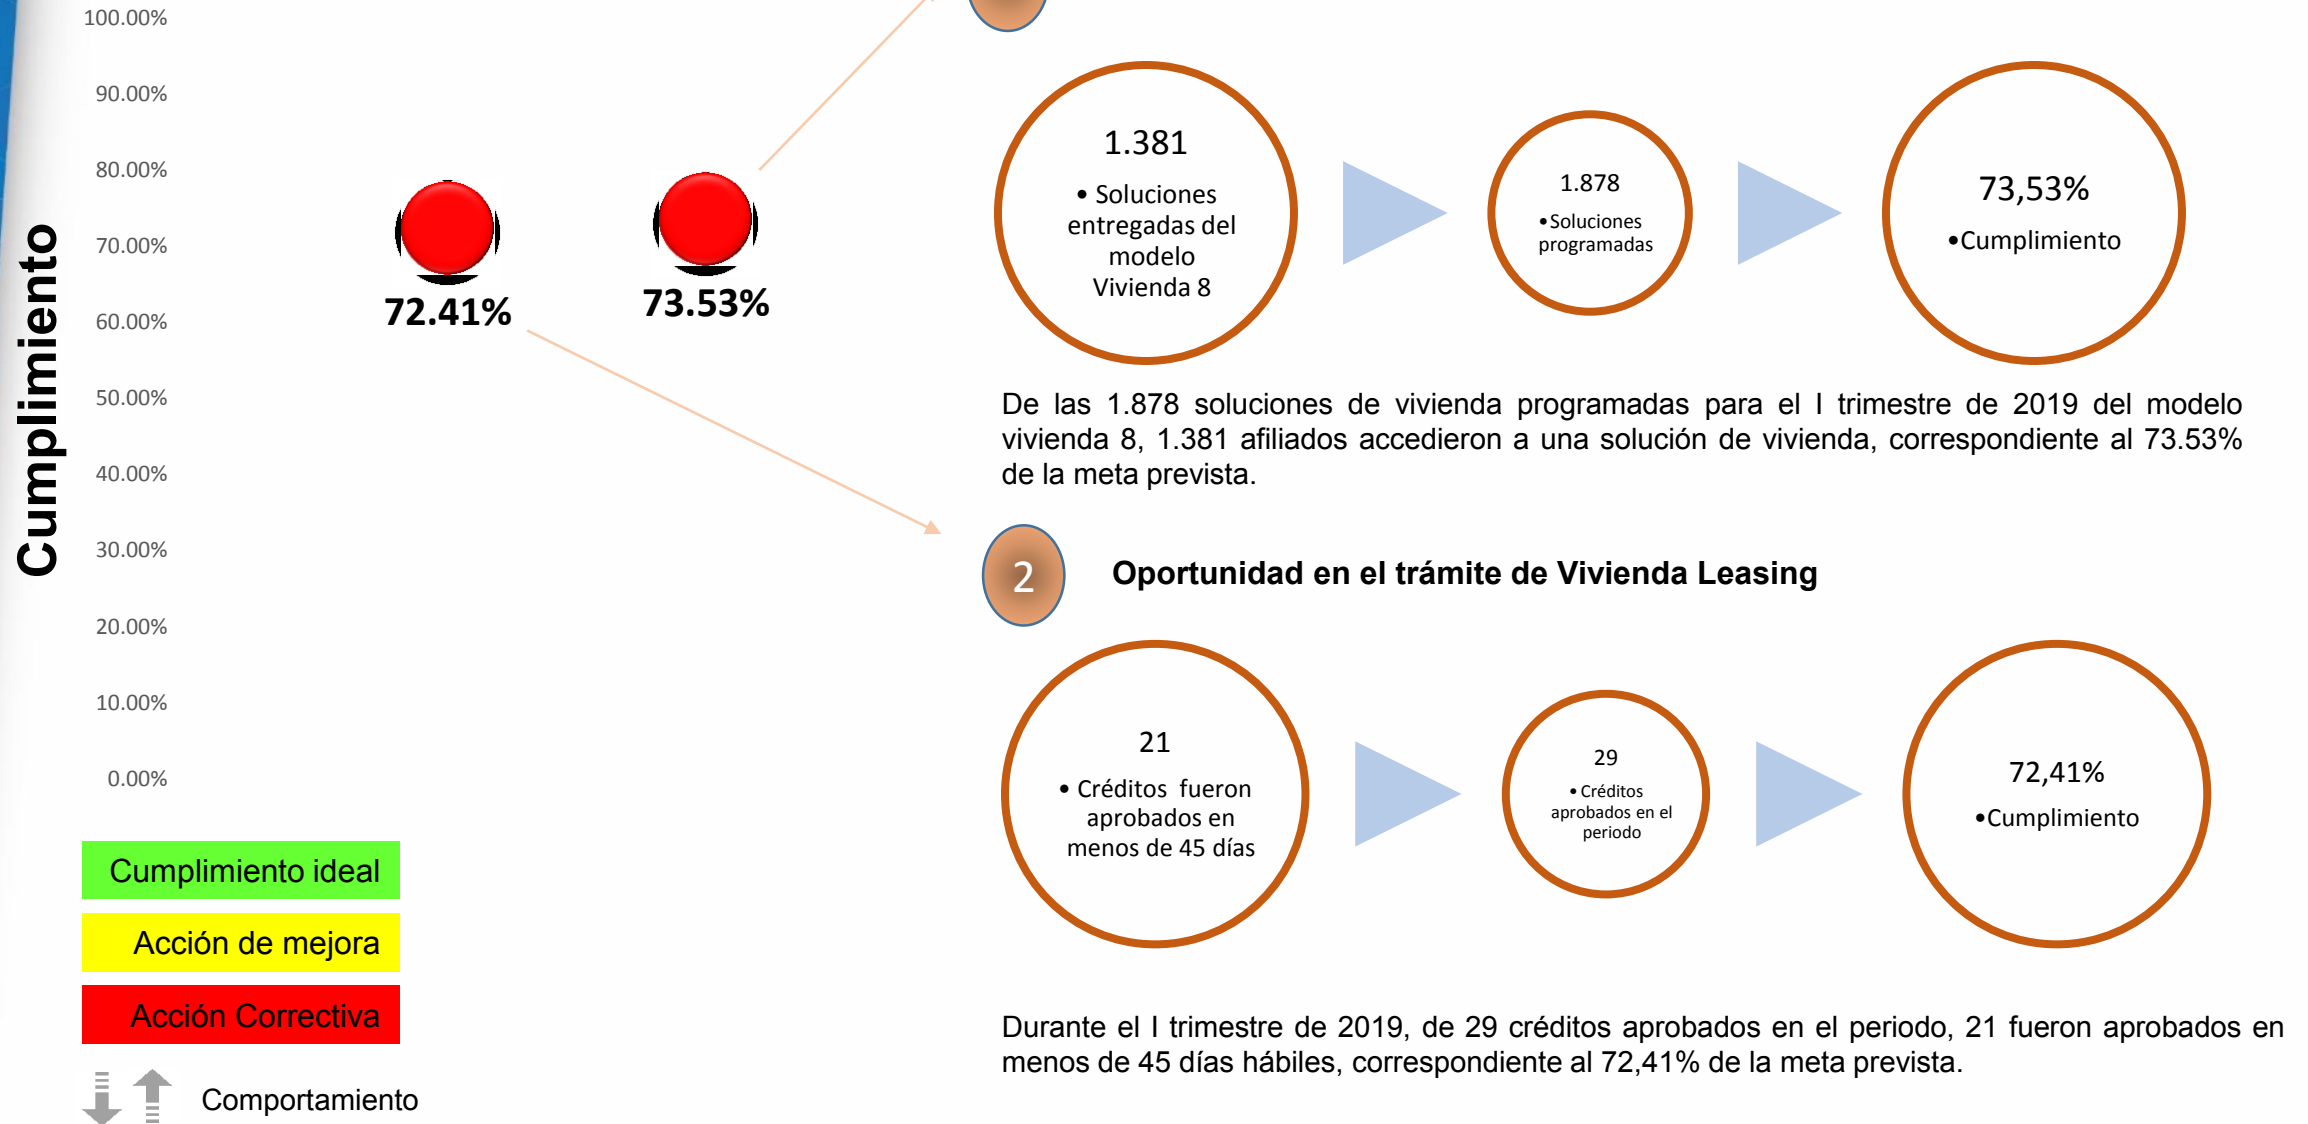 Cumplimiento
100.00%
90.00%
80.00%
70.00%
60.00%
50.00%
40.00%
30.00%
20.00%
10.00%
0.00%
72.41%
73.53%
Cumplimiento ideal
Acción de mejora
Acción Correctiva
Comportamiento
1.381
• Soluciones
entregadas del
modelo
Vivienda 8
1.878
•Soluciones
programadas
73,53%
•Cumplimiento
De las 1.878 soluciones de vivienda programadas para el I trimestre de 2019 del modelo
vivienda 8, 1.381 afiliados accedieron a una solución de vivienda, correspondiente al 73.53%
de la meta prevista.
2
Oportunidad en el trámite de Vivienda Leasing
21
• Créditos fueron
aprobados en
menos de 45 días
29
• Créditos
aprobados en el
periodo
72,41%
•Cumplimiento
Durante el I trimestre de 2019, de 29 créditos aprobados en el periodo, 21 fueron aprobados en
menos de 45 días hábiles, correspondiente al 72,41% de la meta prevista.